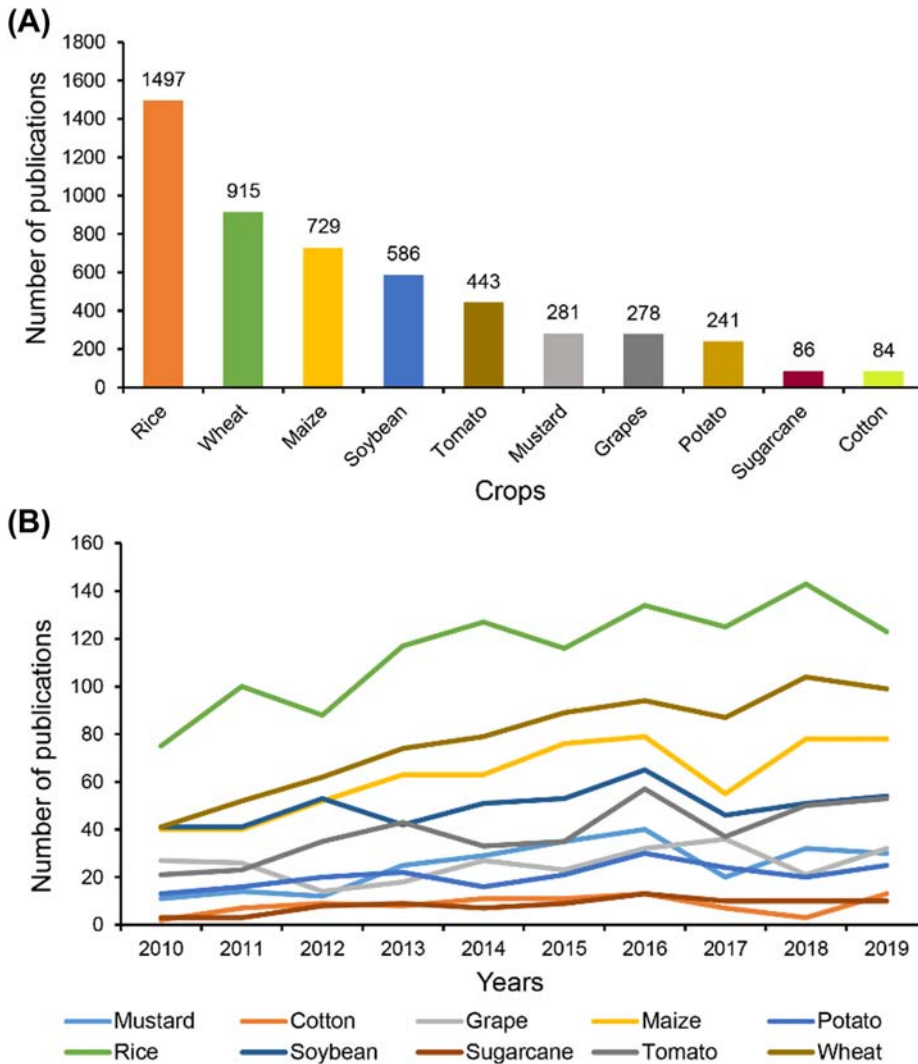 (A)
Number of publications
1800
1600
1400
1200
1000
800
600
400
200
0
1497
915
729
586
443
281
278
241
86
84
Rice
Wheat
Maize
Soybean
Tomato
Mustard
Grapes
Potato
Sugarcane
Cotton
Crops
(B)
Number of publications
160
140
120
100
80
60
40
20
0
2010 2011 2012 2013 2014 2015 2016 2017 2018 2019
Years
Mustard Cotton Grape Maize Potato
Rice Soybean Sugarcane Tomato Wheat